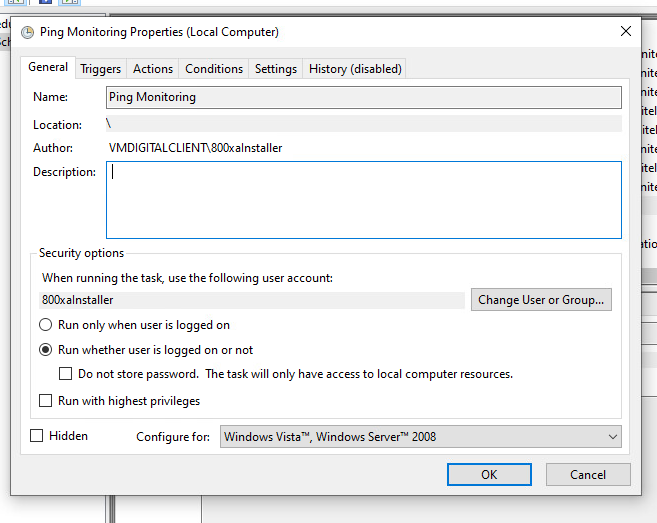 Ping Monitoring Properties (Local Computer)
General Triggers Actions Conditions Settings History (disabled)
Name: Ping Monitoring
Location: \
Author: VMDIGITALCLIENT\800xaInstaller
Description:
Security options
When running the task, use the following user account:
800xaInstaller Change User or Group...
Run only when user is logged on
Run whether user is logged on or not
Do not store password. The task will only have access to local computer resources.
Run with highest privileges
Hidden Configure for: Windows Vista™, Windows Server™ 2008
OK Cancel